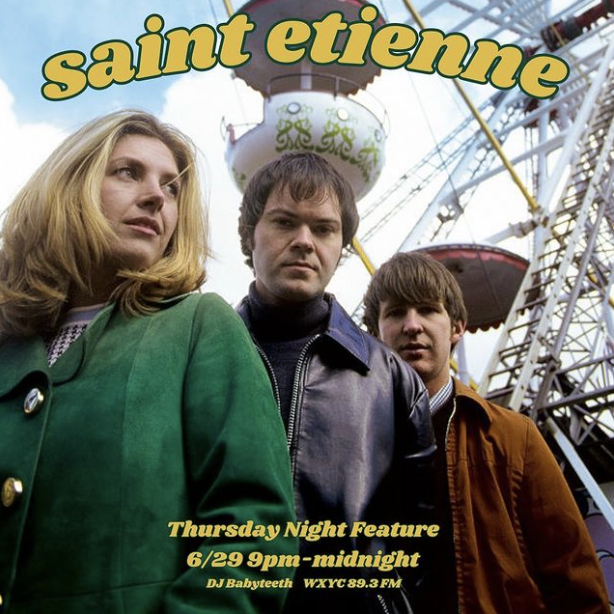 saint etienne
Thursday Night Feature
6/29 9pm-midnight
DJ Babyteeth WXYC 89.3 FM